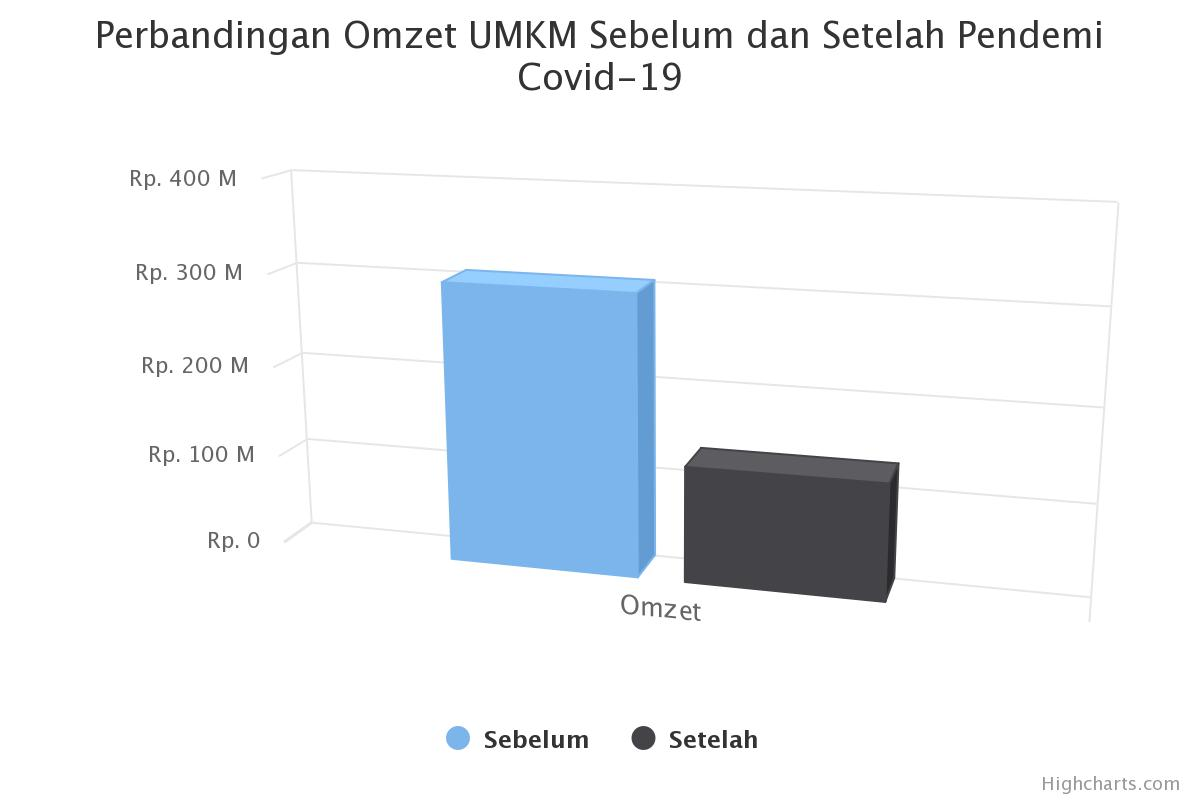 Perbandingan Omzet UMKM Sebelum dan Setelah Pendemi
Covid-19
Rp. 400 M
Rp. 300 M
Rp. 200 M
Rp. 100 M
Rp. 0
Omzet
Sebelum
Setelah
Highcharts.com